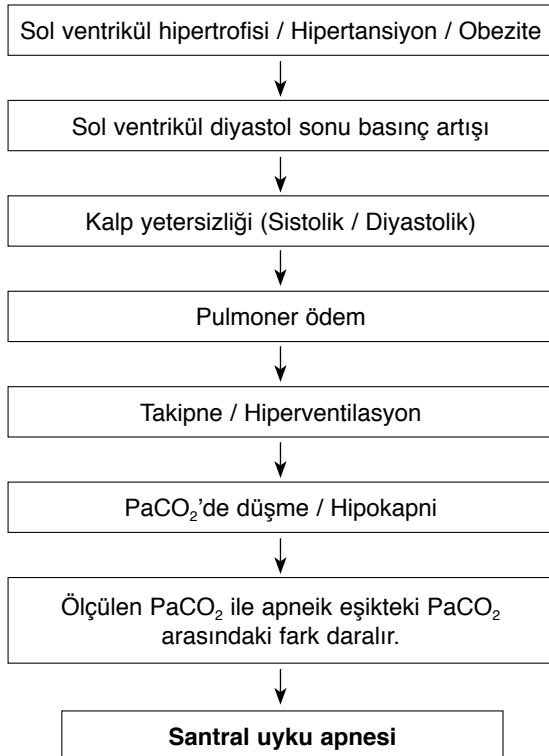 Sol ventrikül hipertrofisi / Hipertansiyon / Obezite
Sol ventrikül diyastol sonu basınç artışı
Kalp yetersizliği (Sistolik / Diyastolik)
Pulmoner ödem
Takipne / Hiperventilasyon
PaCO₂’de düşme / Hipokapni
Ölçülen PaCO₂ ile apneik eşikteki PaCO₂
arasındaki fark daralır.
Santral uyku apnesi